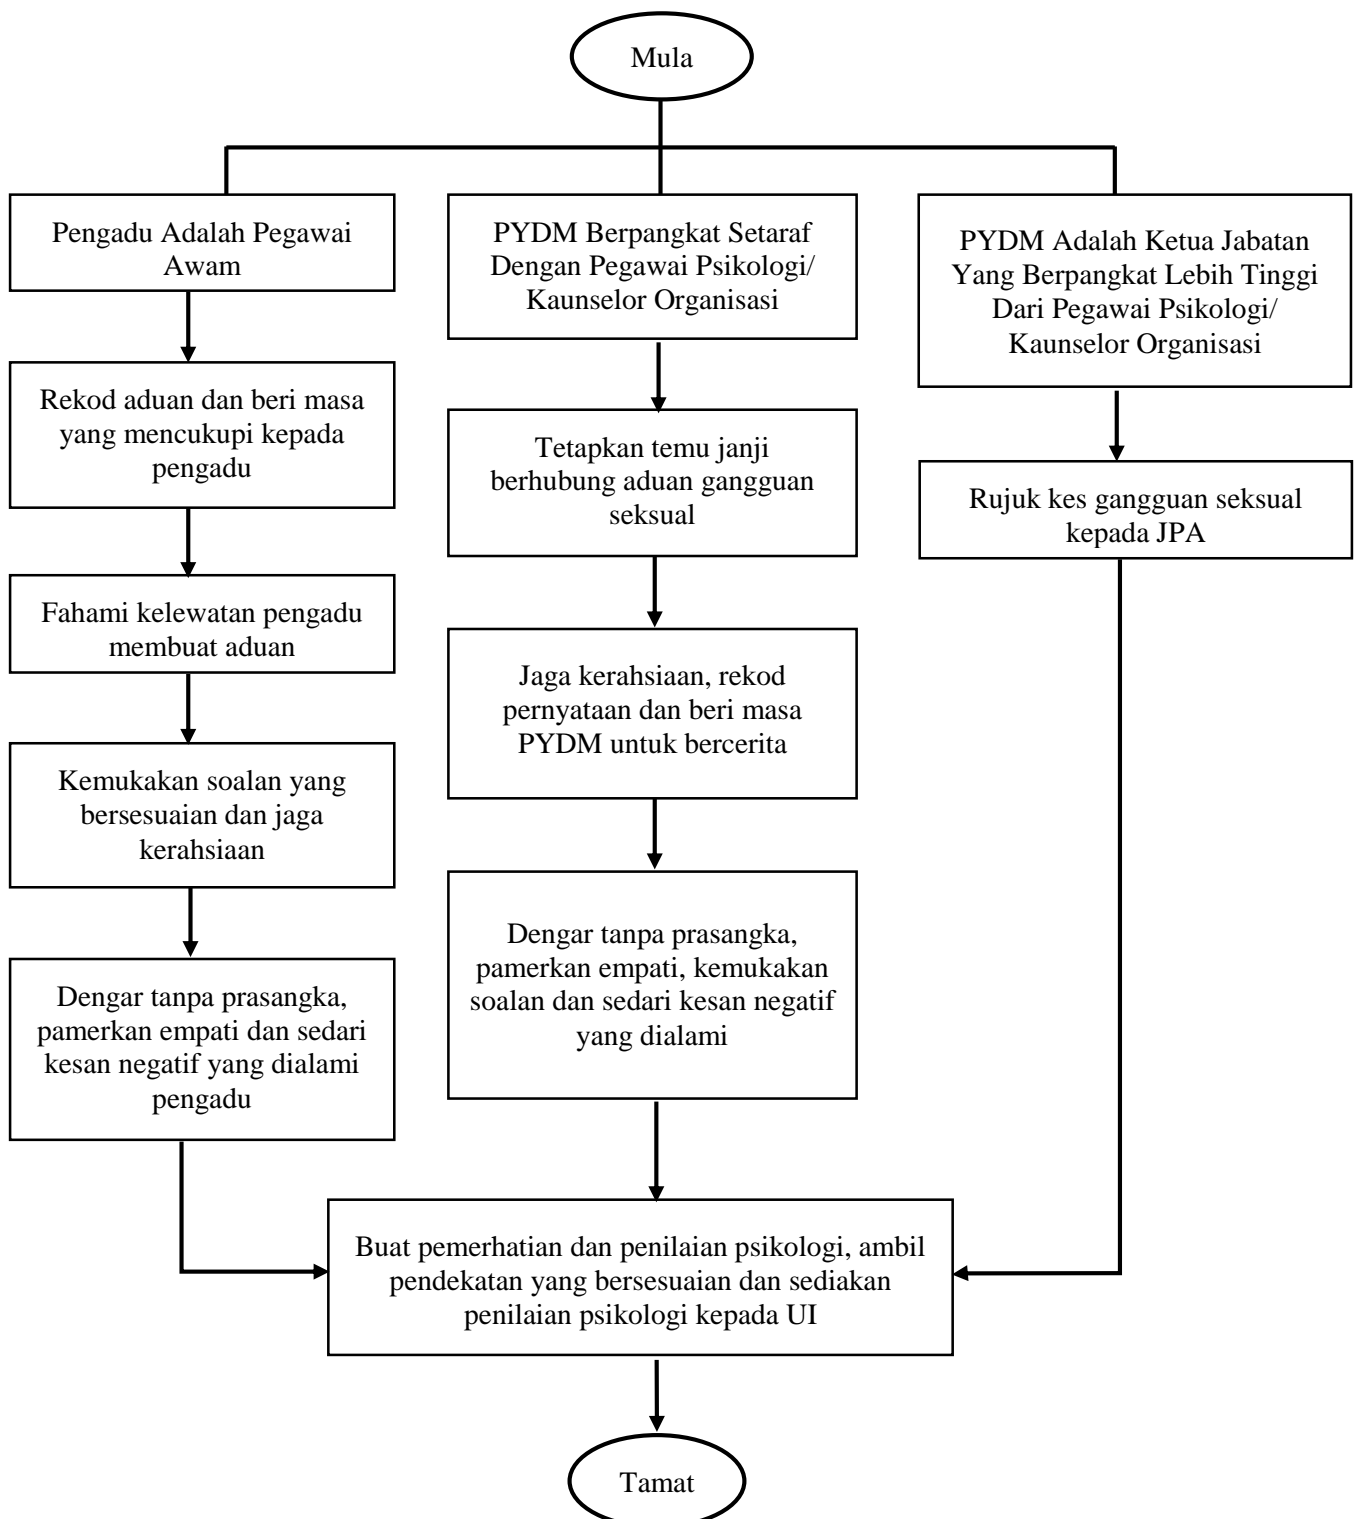 Mula
Pengadu Adalah Pegawai
Awam
Rekod aduan dan beri masa
yang mencukupi kepada
pengadu
Fahami kelewatan pengadu
membuat aduan
Kemukakan soalan yang
bersesuaian dan jaga
kerahsiaan
Dengar tanpa prasangka,
pamerkan empati dan sedari
kesan negatif yang dialami
pengadu
PYDM Berpangkat Setaraf
Dengan Pegawai Psikologi/
Kaunselor Organisasi
Tetapkan temu janji
berhubung aduan gangguan
seksual
Jaga kerahsiaan, rekod
pernyataan dan beri masa
PYDM untuk bercerita
Dengar tanpa prasangka,
pamerkan empati, kemukakan
soalan dan sedari kesan negatif
yang dialami
PYDM Adalah Ketua Jabatan
Yang Berpangkat Lebih Tinggi
Dari Pegawai Psikologi/
Kaunselor Organisasi
Rujuk kes gangguan seksual
kepada JPA
Buat pemerhatian dan penilaian psikologi, ambil
pendekatan yang bersesuaian dan sediakan
penilaian psikologi kepada UI
Tamat